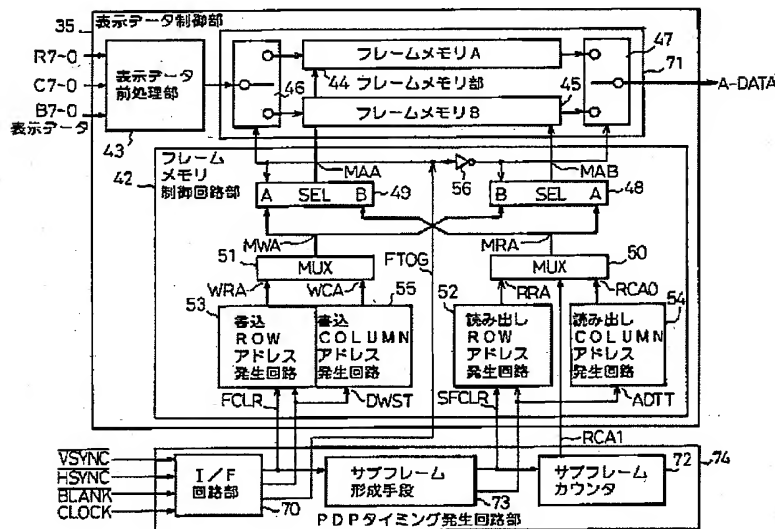 35
表示データ制御部
R7-0
C7-0
B7-0
表示データ
表示データ
前処理部
43
46
フレームメモリA
44
フレームメモリ部
45
フレームメモリB
47
71
A-DATA
フレーム
メモリ
制御回路部
42
MAA
56
MAB
A SEL B
49
B SEL A
48
MWA
FTOG
MRA
51
MUX
50
MUX
WRA
WCA
RRA
RCA0
53
書込
ROW
アドレス
発生回路
55
書込
COLUMN
アドレス
発生回路
52
読み出し
ROW
アドレス
発生回路
54
読み出し
COLUMN
アドレス
発生回路
FCLR
DWST
SFCLR
ADTT
RCA1
VSYNC
HSYNC
BLANK
CLOCK
I/F
回路部
70
サブフレーム
形成手段
73
サブフレーム
カウンタ
72
74
PDPタイミング発生回路部